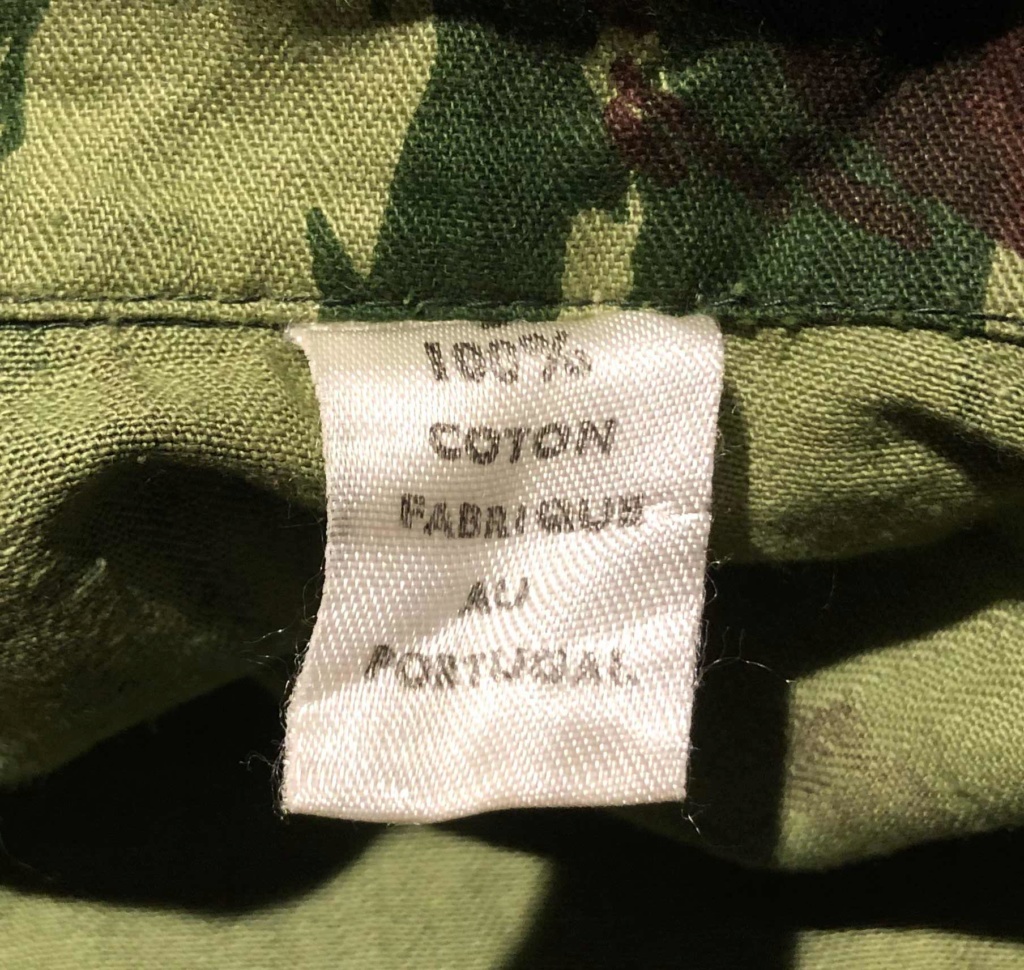 100%
COTON
FABRIQUE
AU
PORTUGAL